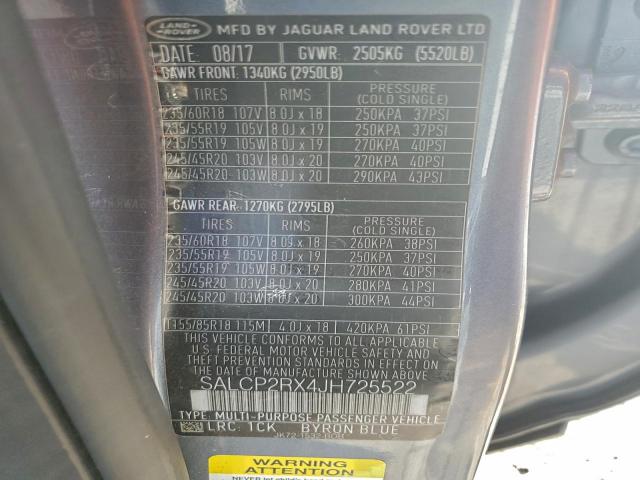 LAND ROVER MFD BY JAGUAR LAND ROVER LTD
DATE: 08/17 GVWR: 2505KG (5520LB)
GAWR FRONT: 1340KG (2950LB)
TIRES RIMS PRESSURE (COLD SINGLE)
235/60R18 107V 8.0J x 18 250KPA 37PSI
235/55R19 105V 8.0J x 19 250KPA 37PSI
235/55R19 105W 8.0J x 19 270KPA 40PSI
245/45R20 103V 8.0J x 20 270KPA 40PSI
245/45R20 103W 8.0J x 20 290KPA 43PSI
GAWR REAR: 1270KG (2795LB)
TIRES RIMS PRESSURE (COLD SINGLE)
235/60R18 107V 8.0J x 18 260KPA 38PSI
235/55R19 105V 8.0J x 19 250KPA 37PSI
235/55R19 105W 8.0J x 19 270KPA 40PSI
245/45R20 103V 8.0J x 20 280KPA 41PSI
245/45R20 103W 8.0J x 20 300KPA 44PSI
T155/85R18 115M 4.0J x 18 420KPA 61PSI
THIS VEHICLE CONFORMS TO ALL APPLICABLE
U.S. FEDERAL MOTOR VEHICLE SAFETY AND
THEFT PREVENTION STANDARDS IN EFFECT ON
THE DATE OF MANUFACTURE SHOWN ABOVE
SALCP2RX4JH725522
TYPE: MULTI-PURPOSE PASSENGER VEHICLE
LRC: 1CK BYRON BLUE
WARNING
NEVER